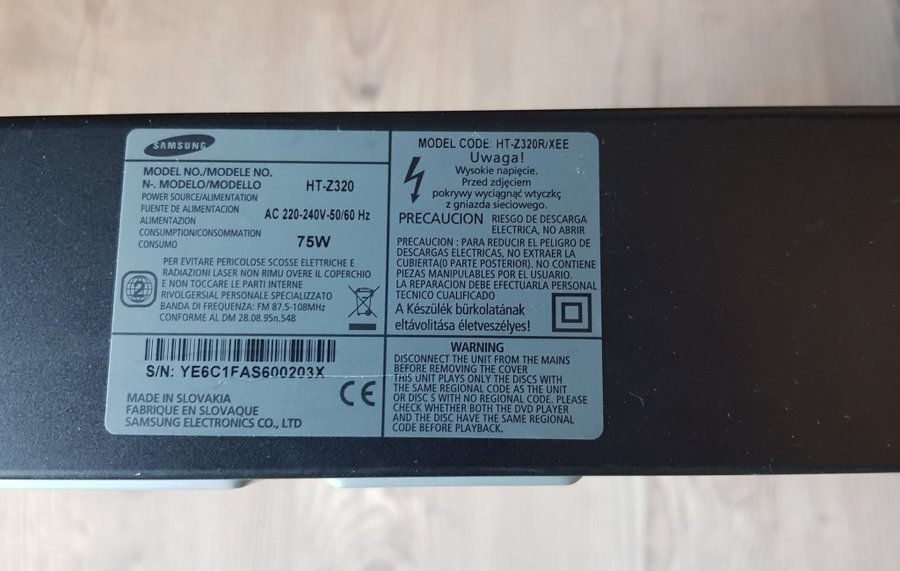 SAMSUNG
MODEL NO./MODELE NO.
N-. MODELO/MODELLO
HT-Z320
POWER SOURCE/ALIMENTATION
FUENTE DE ALIMENTACION
ALIMENTAZION
AC 220-240V-50/60 Hz
CONSUMPTION/CONSOMMATION
CONSUMO
75W
2
PER EVITARE PERICOLOSE SCOSSE ELETTRICHE E
RADIAZIONI LASER NON RIMU OVERE IL COPERCHIO
E NON TOCCARE LE PARTI INTERNE
RIVOLGERSIAL PERSONALE SPECIALIZZATO
BANDA DI FREQUENZA: FM 87.5-108MHz
CONFORME AL DM 28.08.95n.548
S/N: YE6C1FAS600203X
MADE IN SLOVAKIA
FABRIQUE EN SLOVAQUE
SAMSUNG ELECTRONICS CO., LTD
CE
MODEL CODE: HT-Z320R/XEE
Uwaga!
Wysokie napięcie.
Przed zdjęciem
pokrywy wyciągnąć wtyczkę
z gniazda sieciowego.
PRECAUCION RIESGO DE DESCARGA
ELECTRICA, NO ABRIR
PRECAUCION : PARA REDUCIR EL PELIGRO DE
DESCARGAS ELECTRICAS, NO EXTRAER LA
CUBIERTA(0 PARTE POSTERIOR). NO CONTIENE
PIEZAS MANIPULABLES POR EL USUARIO.
LA REPARACION DEBE EFECTUARLA PERSONAL
TECNICO CUALIFICADO
A Készülék bürkolatának
eltávolitása életveszélyes!
WARNING
DISCONNECT THE UNIT FROM THE MAINS
BEFORE REMOVING THE COVER
THIS UNIT PLAYS ONLY THE DISCS WITH
THE SAME REGIONAL CODE AS THE UNIT
OR DISC S WITH NO REGIONAL CODE. PLEASE
CHECK WHETHER BOTH THE DVD PLAYER
AND THE DISC HAVE THE SAME REGIONAL
CODE BEFORE PLAYBACK.